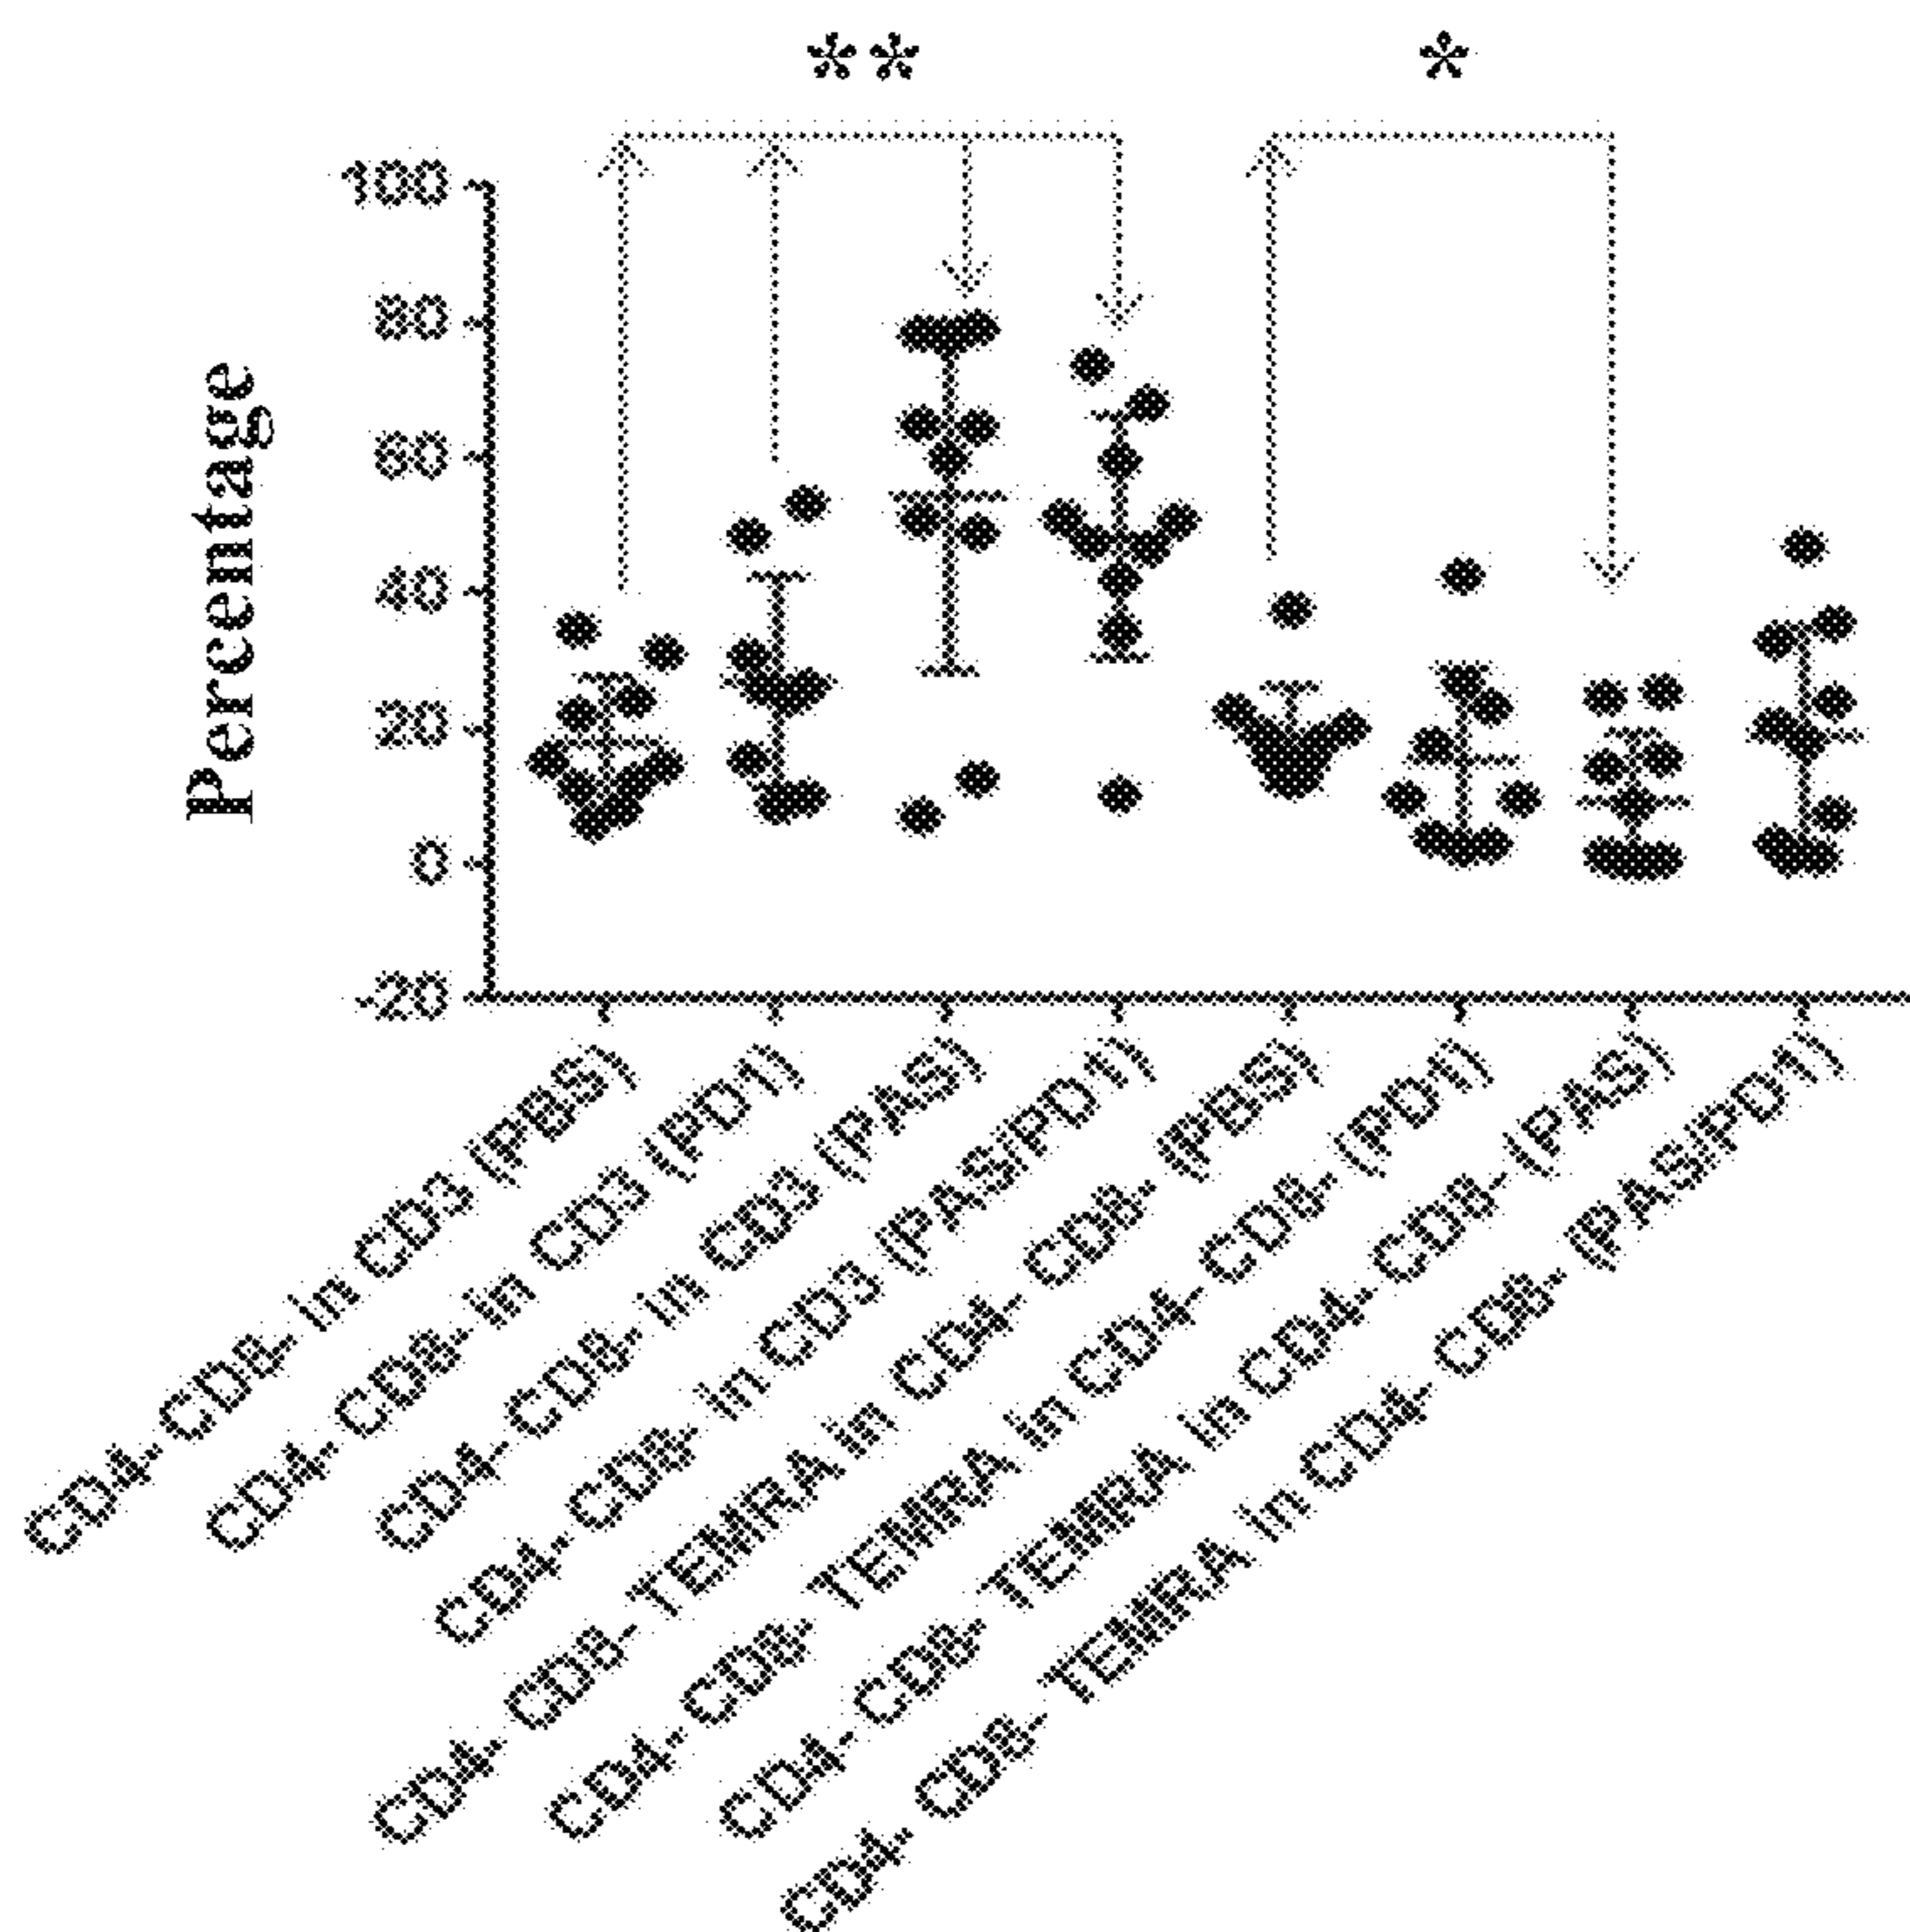 ** *
Percentage
100
80
60
40
20
0
-20
CD4- CD8- in CD3 (PBS)
CD4- CD8- in CD3 (PD1)
CD4- CD8- in CD3 (PAS)
CD4- CD8- in CD3 (PAS/PD1)
CD4- CD8- TEMRA in CD4- CD8- (PBS)
CD4- CD8- TEMRA in CD4- CD8- (PD1)
CD4- CD8- TEMRA in CD4- CD8- (PAS)
CD4- CD8- TEMRA in CD4- CD8- (PAS/PD1)